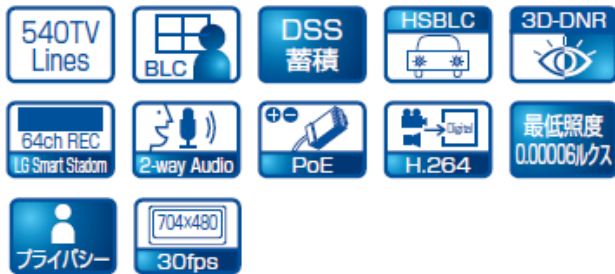 540TV
Lines
BLC
DSS
蓄積
HSBLC
3D-DNR
64ch REC
LG Smart Stadom
2-way Audio
PoE
Digital
H.264
最低照度
0.00006ルクス
プライバシー
704×480
30fps